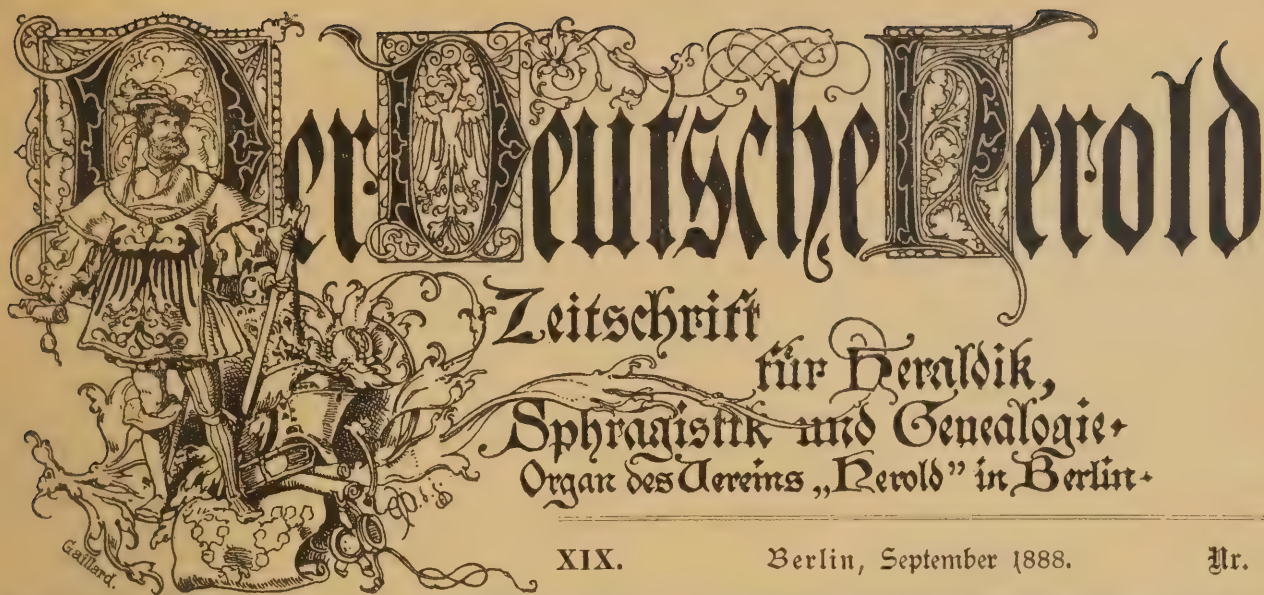 Der Deutsche Herold
Zeitschrift
für Heraldik,
Sphragistik und Genealogie.
Organ des Vereins „Herold” in Berlin.
XIX. Berlin, September 1888. Nr.
Gaillard.